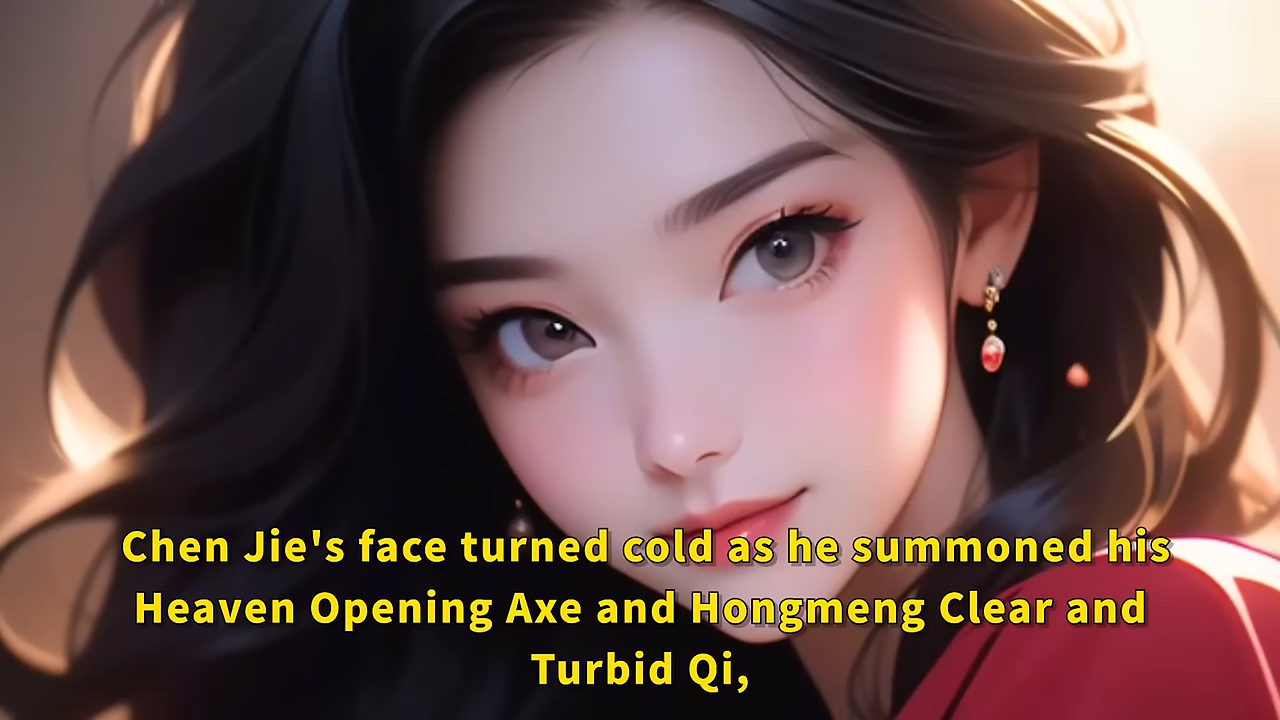 Chen Jie's face turned cold as he summoned his
Heaven Opening Axe and Hongmeng Clear and
Turbid Qi,